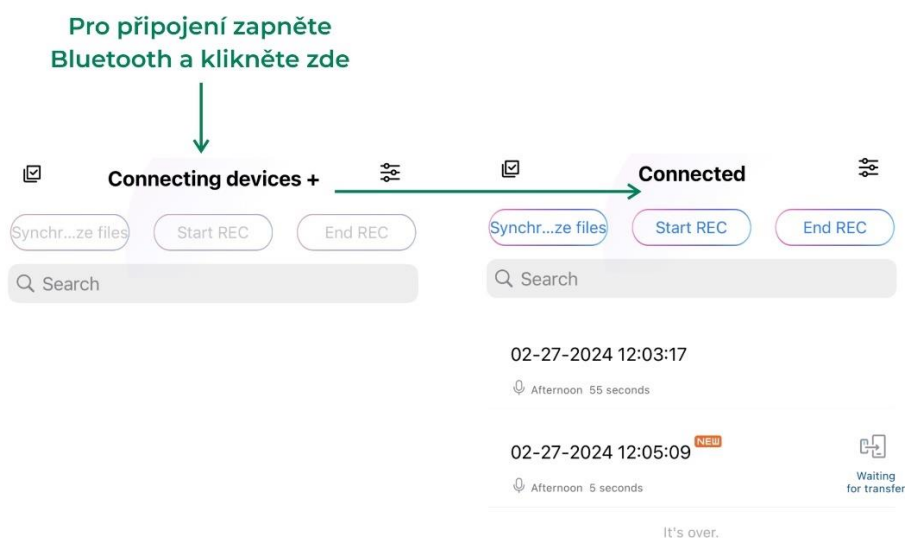 Pro připojení zapněte
Bluetooth a klikněte zde
Connecting devices +
Synchr...ze files
Start REC
End REC
Search
Connected
Synchr...ze files
Start REC
End REC
Search
02-27-2024 12:03:17
Afternoon 55 seconds
02-27-2024 12:05:09 NEW
Afternoon 5 seconds
Waiting
for transfer
It's over.